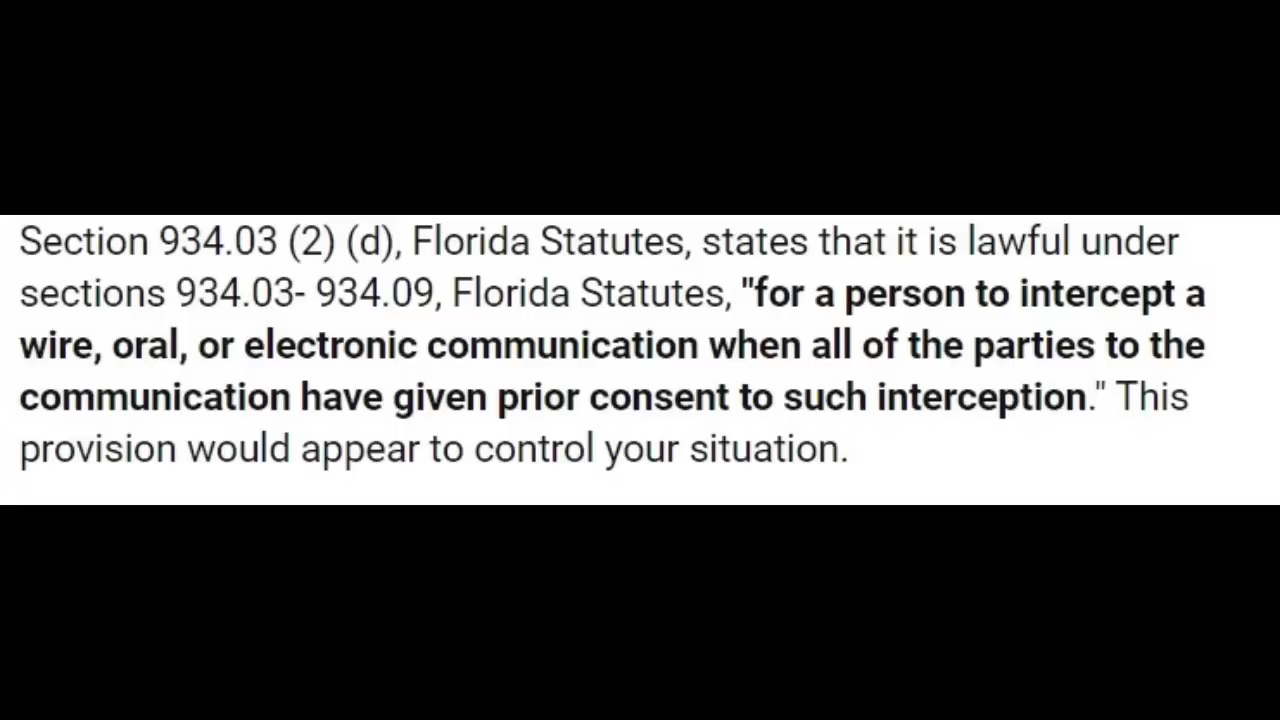 Section 934.03 (2) (d), Florida Statutes, states that it is lawful under
sections 934.03- 934.09, Florida Statutes, "for a person to intercept a
wire, oral, or electronic communication when all of the parties to the
communication have given prior consent to such interception." This
provision would appear to control your situation.